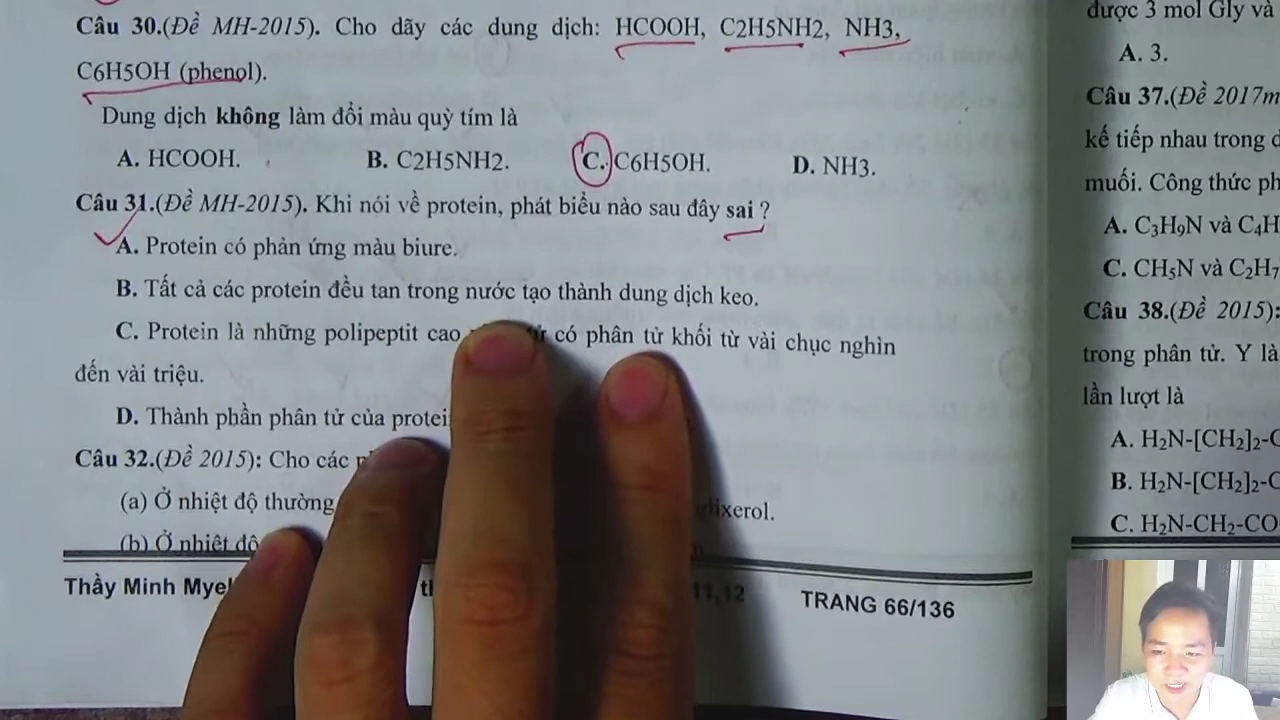 Câu 30.(Đề MH-2015). Cho dãy các dung dịch: HCOOH, C2H5NH2, NH3,
C6H5OH (phenol).
Dung dịch không làm đổi màu quỳ tím là
A. HCOOH. B. C2H5NH2. C. C6H5OH. D. NH3.
Câu 31.(Đề MH-2015). Khi nói về protein, phát biểu nào sau đây sai ?
A. Protein có phản ứng màu biure.
B. Tất cả các protein đều tan trong nước tạo thành dung dịch keo.
C. Protein là những polipeptit cao có phân tử khối từ vài chục nghìn
đến vài triệu.
D. Thành phần phân tử của
Câu 32.(Đề 2015): Cho các
(a) Ở nhiệt độ thường
(b) Ở nhiệt độ
Thầy Minh 11,12 TRANG 66/136
được 3 mol Gly và
A. 3.
Câu 37.(Đề
kế tiếp nhau trong
muối. Công thức
A. C₃H₉N và
C. CH₅N và
Câu 38.(Đề 2015):
trong phân tử. Y là
lần lượt là
A. H₂N-[CH₂]₂-
B. H₂N-[CH₂]₂-
C. H₂N-CH₂-CO